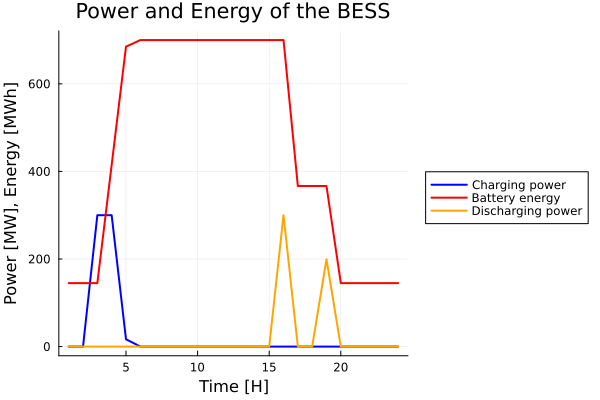 Power and Energy of the BESS
Power [MW], Energy [MWh]
600
400
200
0
5
10
15
20
Time [H]
Charging power
Battery energy
Discharging power